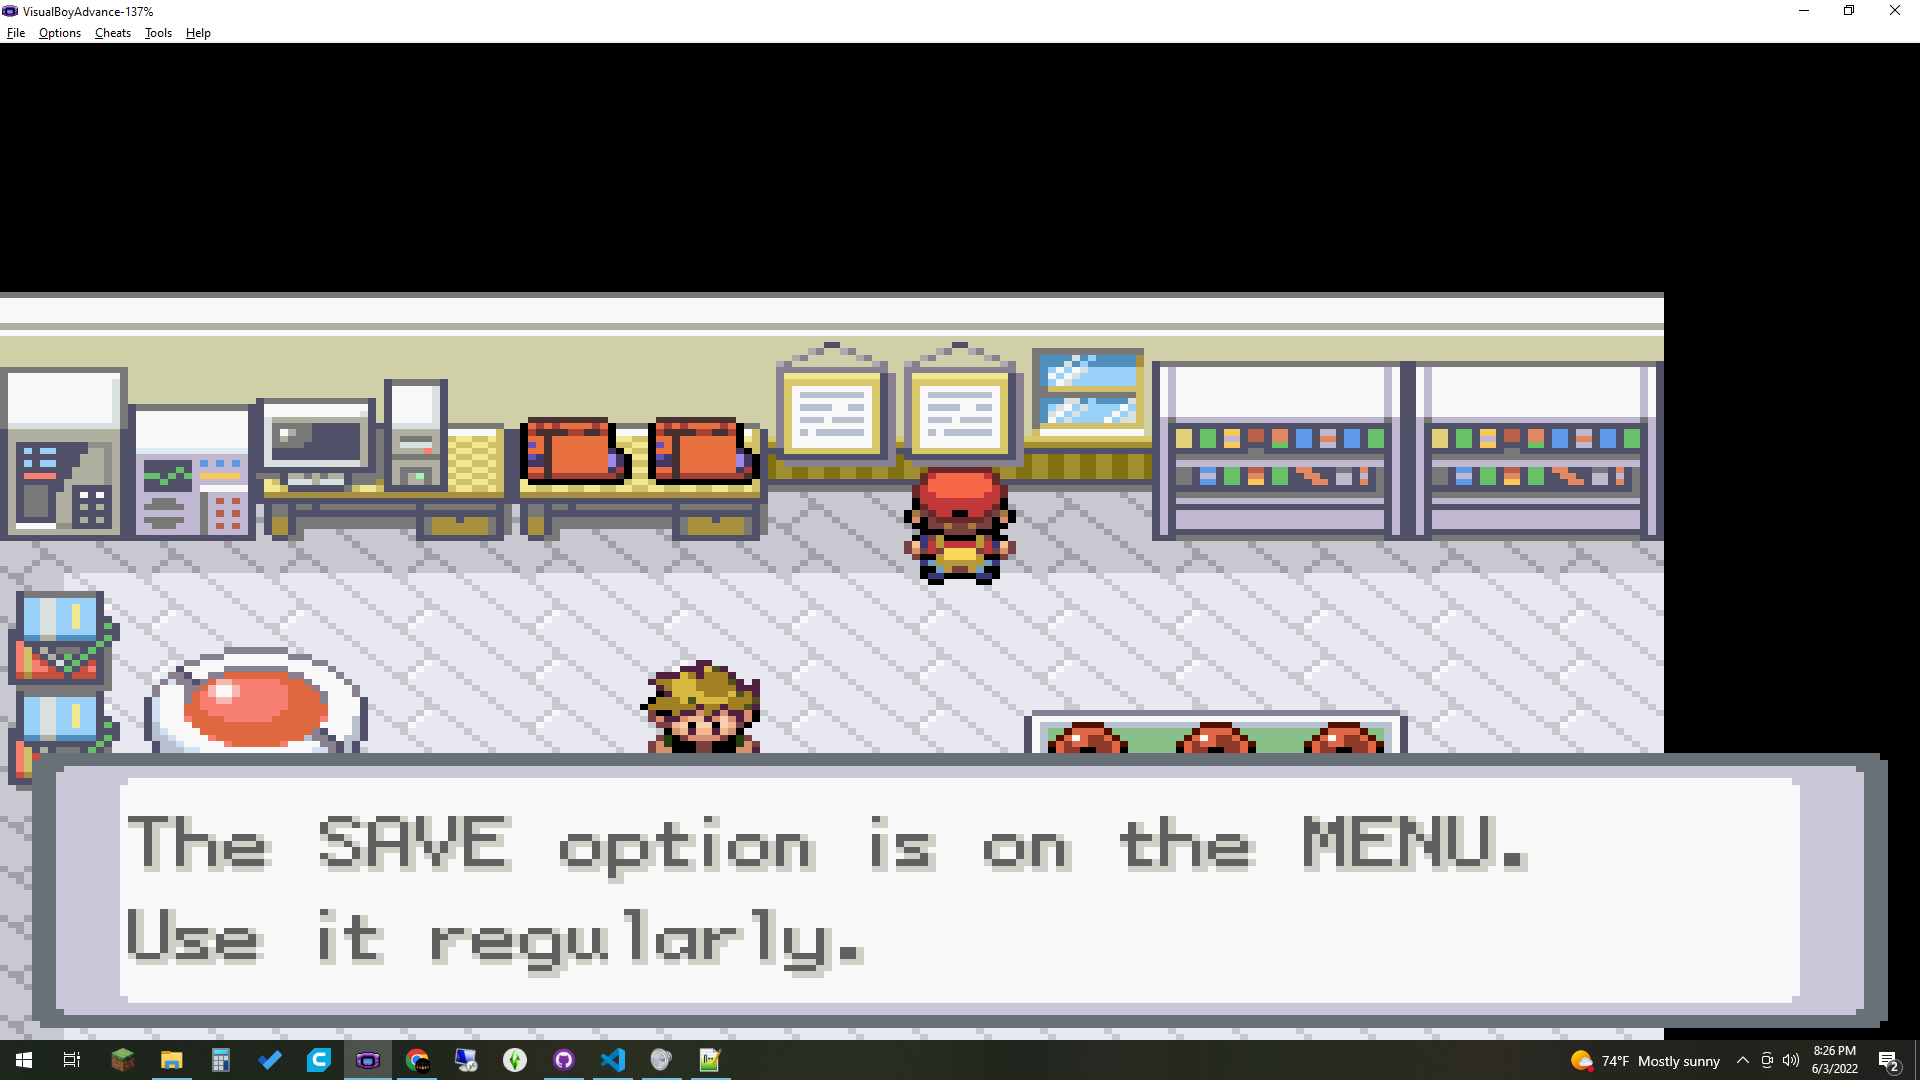 VisualBoyAdvance-137%
File Options Cheats Tools Help
The SAVE option is on the MENU.
Use it regularly.
74°F Mostly sunny
8:26 PM
6/3/2022
2